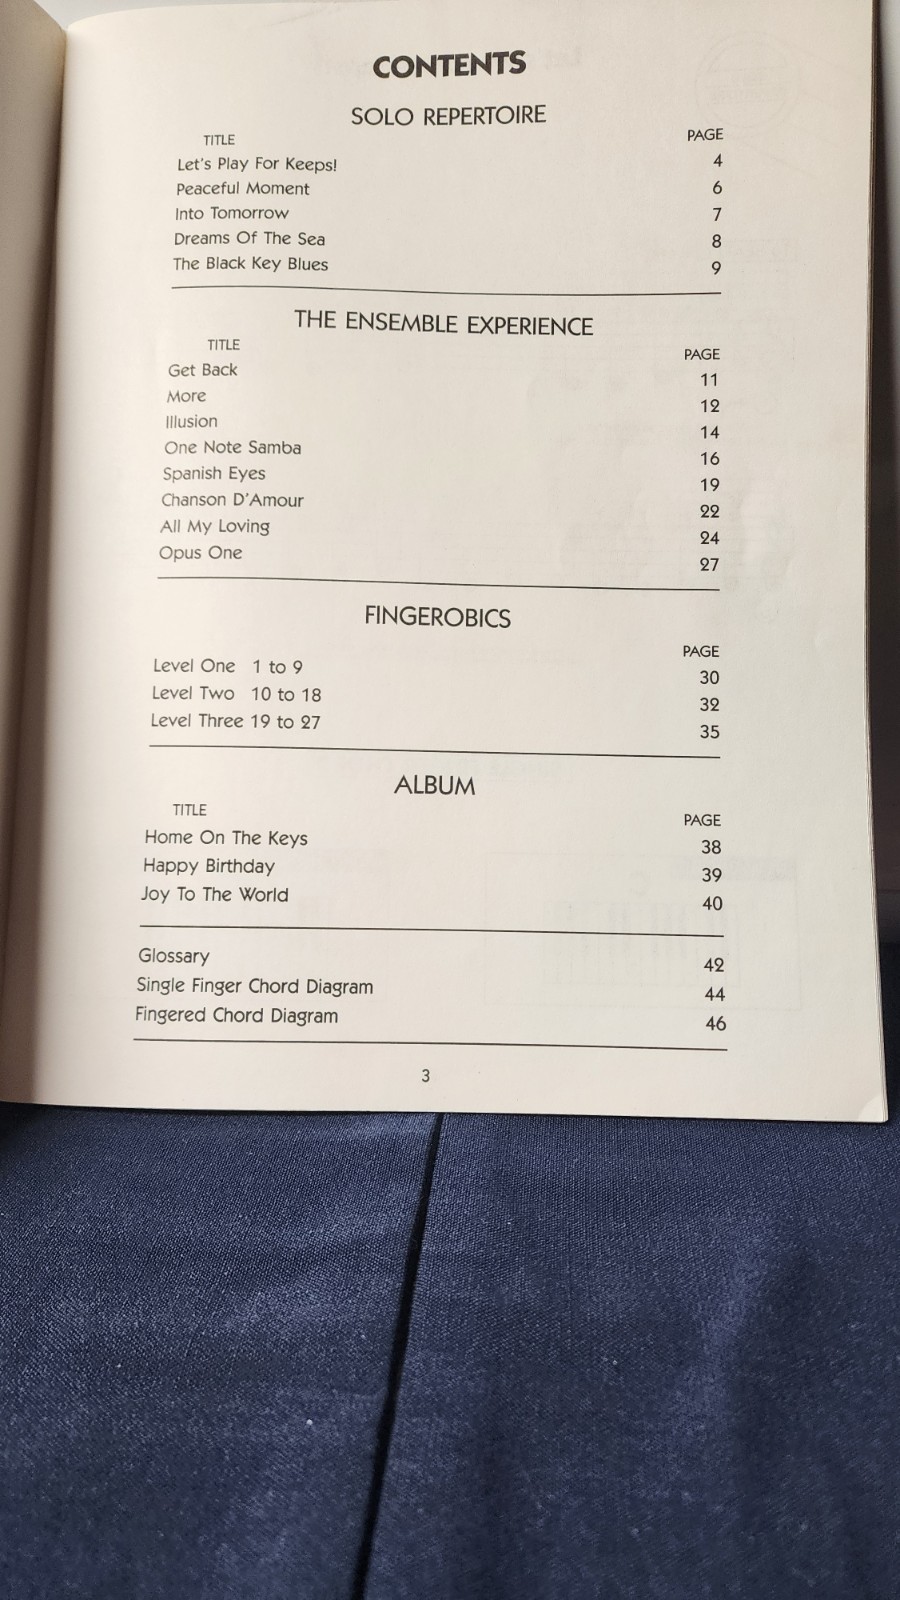 CONTENTS
SOLO REPERTOIRE
TITLE PAGE
Let's Play For Keeps! 4
Peaceful Moment 6
Into Tomorrow 7
Dreams Of The Sea 8
The Black Key Blues 9
THE ENSEMBLE EXPERIENCE
TITLE PAGE
Get Back 11
More 12
Illusion 14
One Note Samba 16
Spanish Eyes 19
Chanson D'Amour 22
All My Loving 24
Opus One 27
FINGEROBICS
PAGE
Level One 1 to 9 30
Level Two 10 to 18 32
Level Three 19 to 27 35
ALBUM
TITLE PAGE
Home On The Keys 38
Happy Birthday 39
Joy To The World 40
Glossary 42
Single Finger Chord Diagram 44
Fingered Chord Diagram 46
3